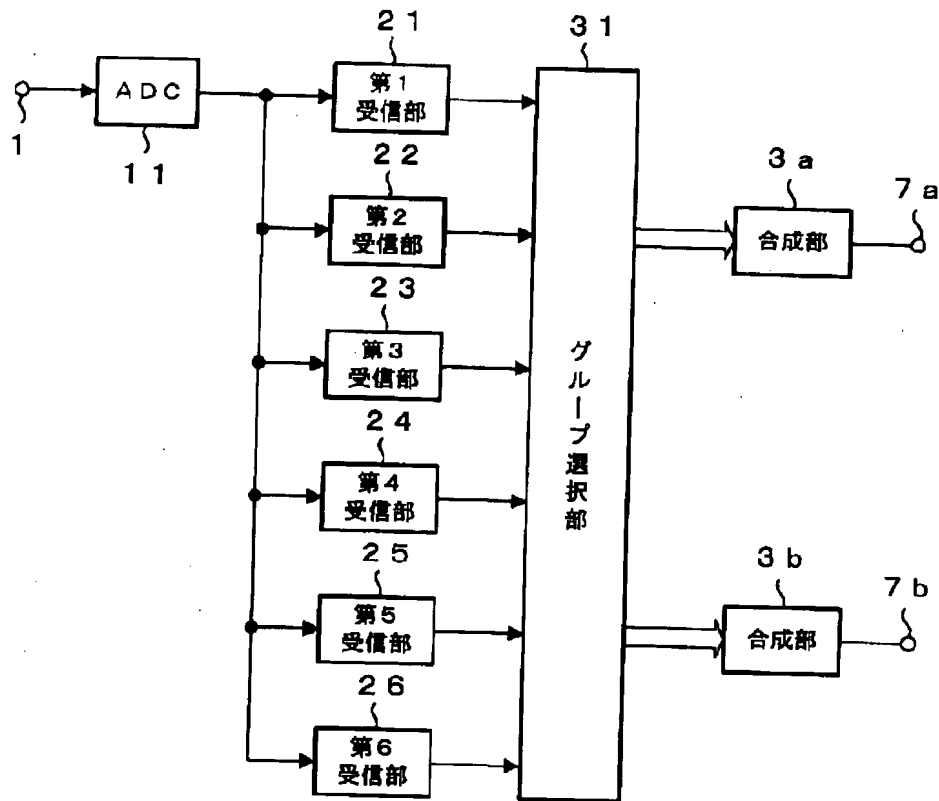 21
31
ADC
第1
受信部
1
11
22
第2
受信部
3a
7a
合成部
23
第3
受信部
グループ選択部
24
第4
受信部
25
第5
受信部
3b
7b
合成部
26
第6
受信部